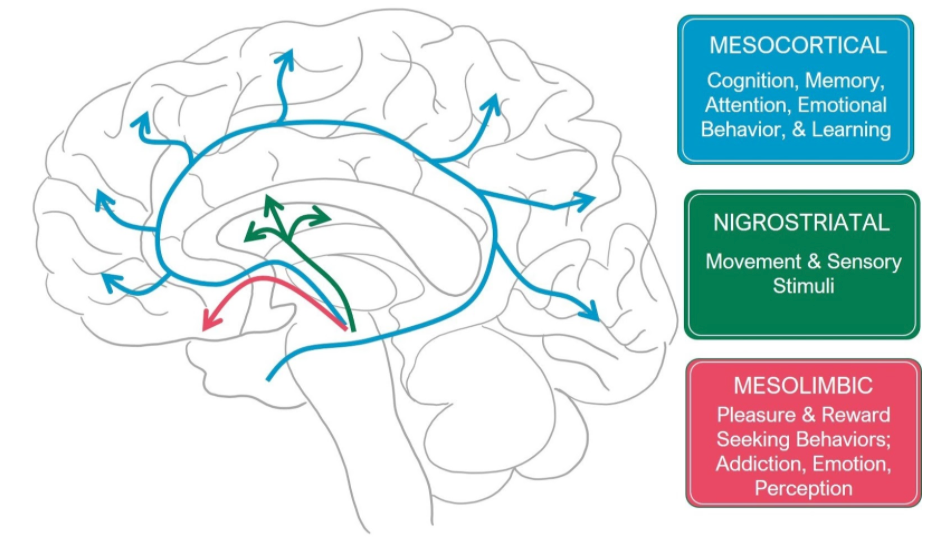 MESOCORTICAL
Cognition, Memory,
Attention, Emotional
Behavior, & Learning
NIGROSTRIATAL
Movement & Sensory
Stimuli
MESOLIMBIC
Pleasure & Reward
Seeking Behaviors;
Addiction, Emotion,
Perception